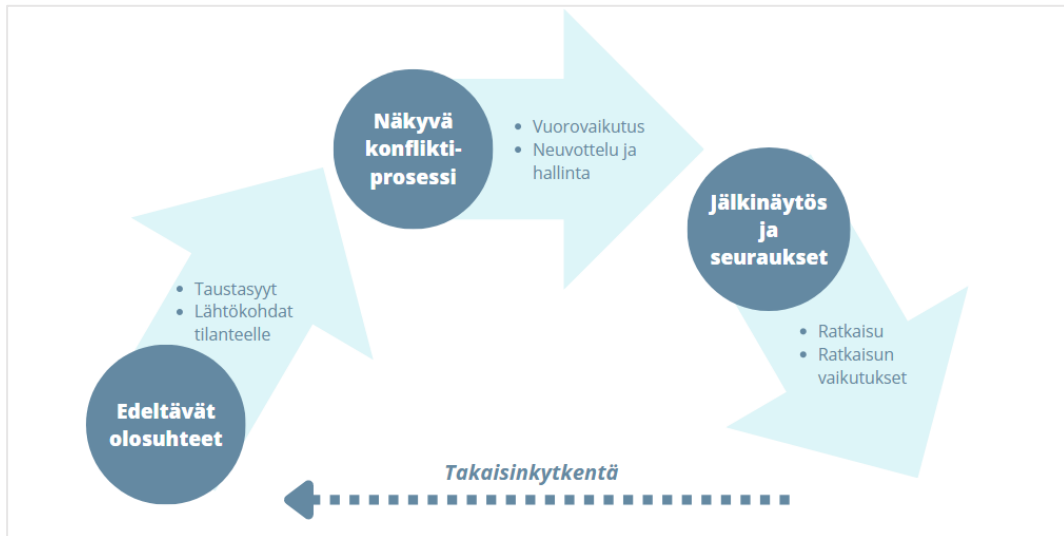 Näkyvä
konflikti-
prosessi
• Vuorovaikutus
• Neuvottelu ja
hallinta
Jälkinäytös
ja
seuraukset
• Taustasyyt
• Lähtökohdat
tilanteelle
• Ratkaisu
• Ratkaisun
vaikutukset
Edeltävät
olosuhteet
Takaisinkytkentä